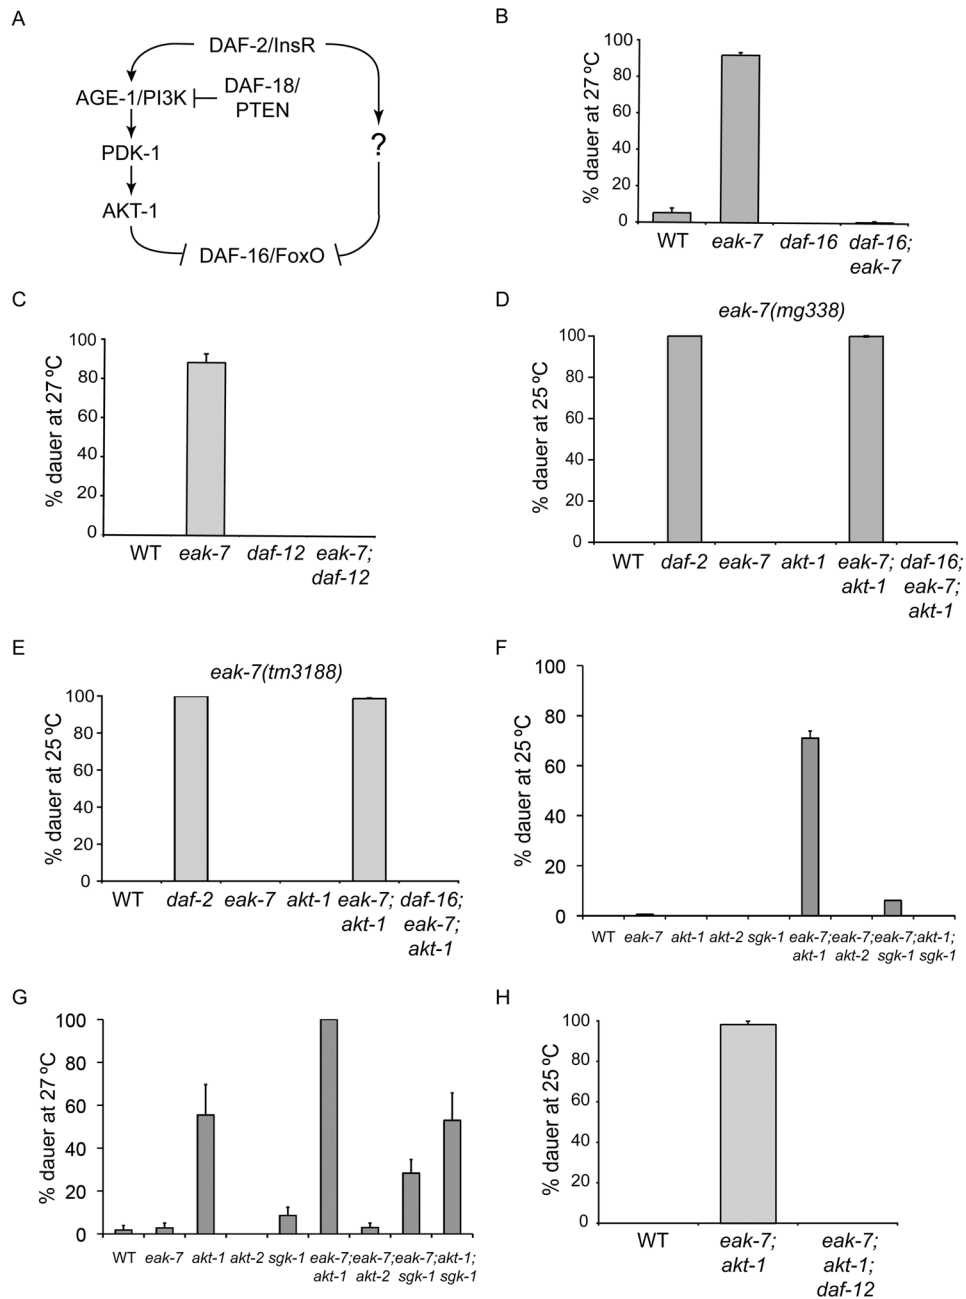 A
DAF-2/InsR
AGE-1/PI3K
DAF-18/
PTEN
PDK-1
?
AKT-1
DAF-16/FoxO
B
% dauer at 27 ºC
100
80
60
40
20
0
WT eak-7 daf-16 daf-16;
eak-7
C
% dauer at 27 ºC
100
80
60
40
20
0
WT eak-7 daf-12 eak-7;
daf-12
D
eak-7(mg338)
% dauer at 25 ºC
100
80
60
40
20
0
WT daf-2 eak-7 akt-1 eak-7; daf-16;
akt-1 eak-7;
akt-1
E
eak-7(tm3188)
% dauer at 25 ºC
100
80
60
40
20
0
WT daf-2 eak-7 akt-1 eak-7; daf-16;
akt-1 eak-7;
akt-1
F
% dauer at 25 ºC
100
80
60
40
20
0
WT eak-7 akt-1 akt-2 sgk-1 eak-7; eak-7; eak-7; akt-1;
akt-1 akt-2 sgk-1 sgk-1
G
% dauer at 27 ºC
100
80
60
40
20
0
WT eak-7 akt-1 akt-2 sgk-1 eak-7; eak-7; eak-7; akt-1;
akt-1 akt-2 sgk-1 sgk-1
H
% dauer at 25 ºC
100
80
60
40
20
0
WT eak-7; eak-7;
akt-1 akt-1;
daf-12